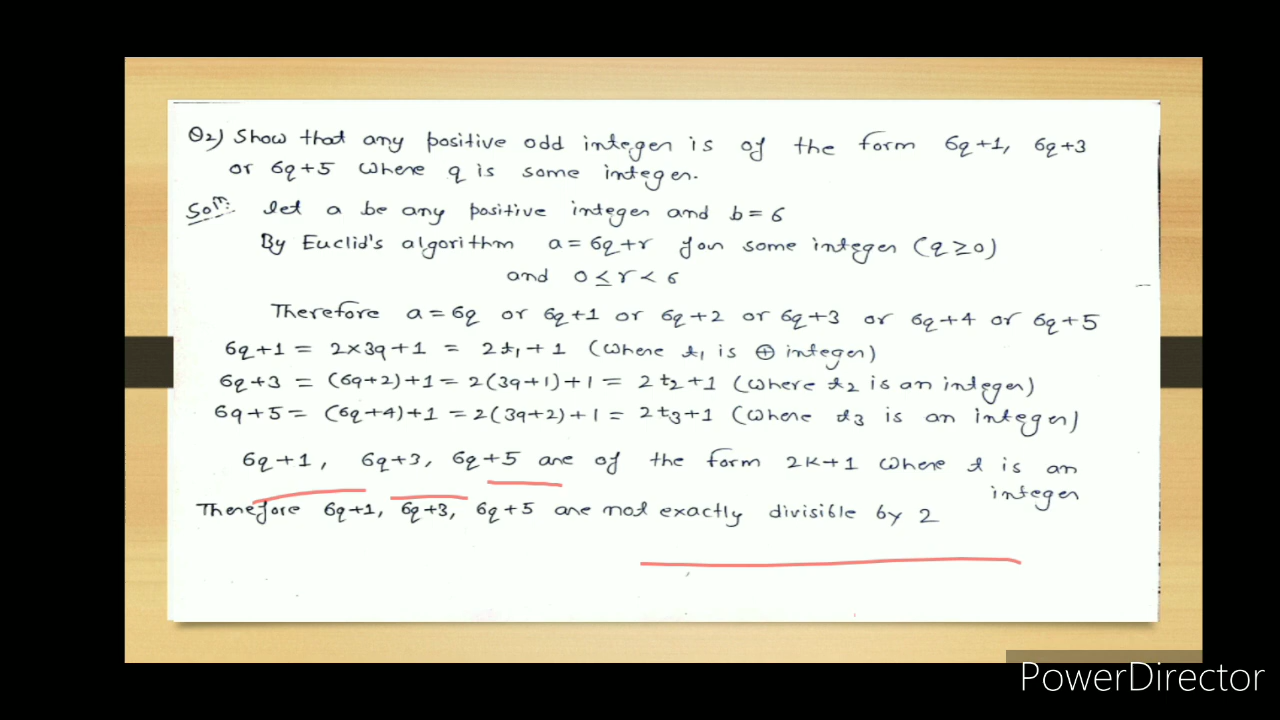 Q2) Show that any positive odd integer is of the form 6q+1, 6q+3
or 6q+5 where q is some integer.
Soln. let a be any positive integer and b = 6
By Euclid's algorithm a = 6q+r for some integer (q ≥ 0)
and 0 ≤ r < 6
Therefore a = 6q or 6q+1 or 6q+2 or 6q+3 or 6q+4 or 6q+5
6q+1 = 2x3q+1 = 2t₁+1 (where t₁ is ⊕ integer)
6q+3 = (6q+2)+1 = 2(3q+1)+1 = 2t₂+1 (where t₂ is an integer)
6q+5 = (6q+4)+1 = 2(3q+2)+1 = 2t₃+1 (where t₃ is an integer)
6q+1, 6q+3, 6q+5 are of the form 2K+1 where t is an
integer
Therefore 6q+1, 6q+3, 6q+5 are not exactly divisible by 2
PowerDirector